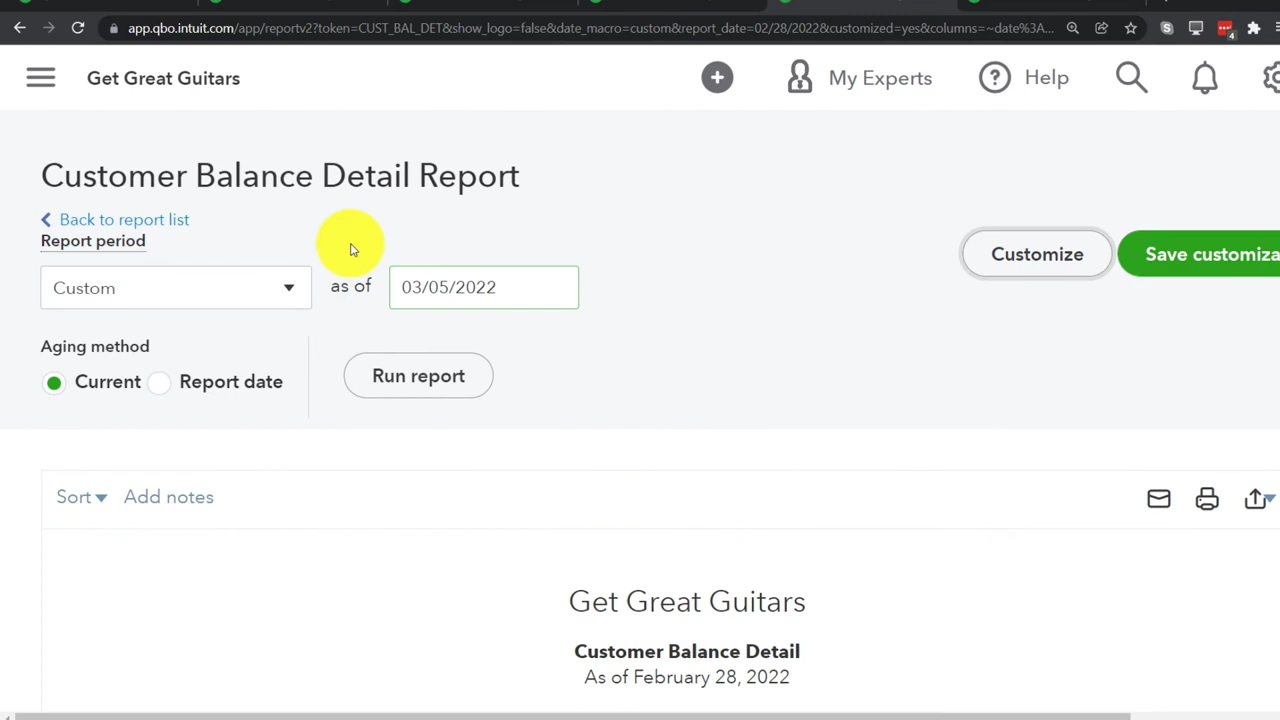 app.qbo.intuit.com/app/reportv2?token=CUST_BAL_DET&show_logo=false&date_macro=custom&report_date=02/28/2022&customized=yes&columns=~date%3A...
4
Get Great Guitars
My Experts
Help
Customer Balance Detail Report
Back to report list
Report period
Custom
as of
03/05/2022
Customize
Save customiza
Aging method
Current
Report date
Run report
Sort
Add notes
Get Great Guitars
Customer Balance Detail
As of February 28, 2022